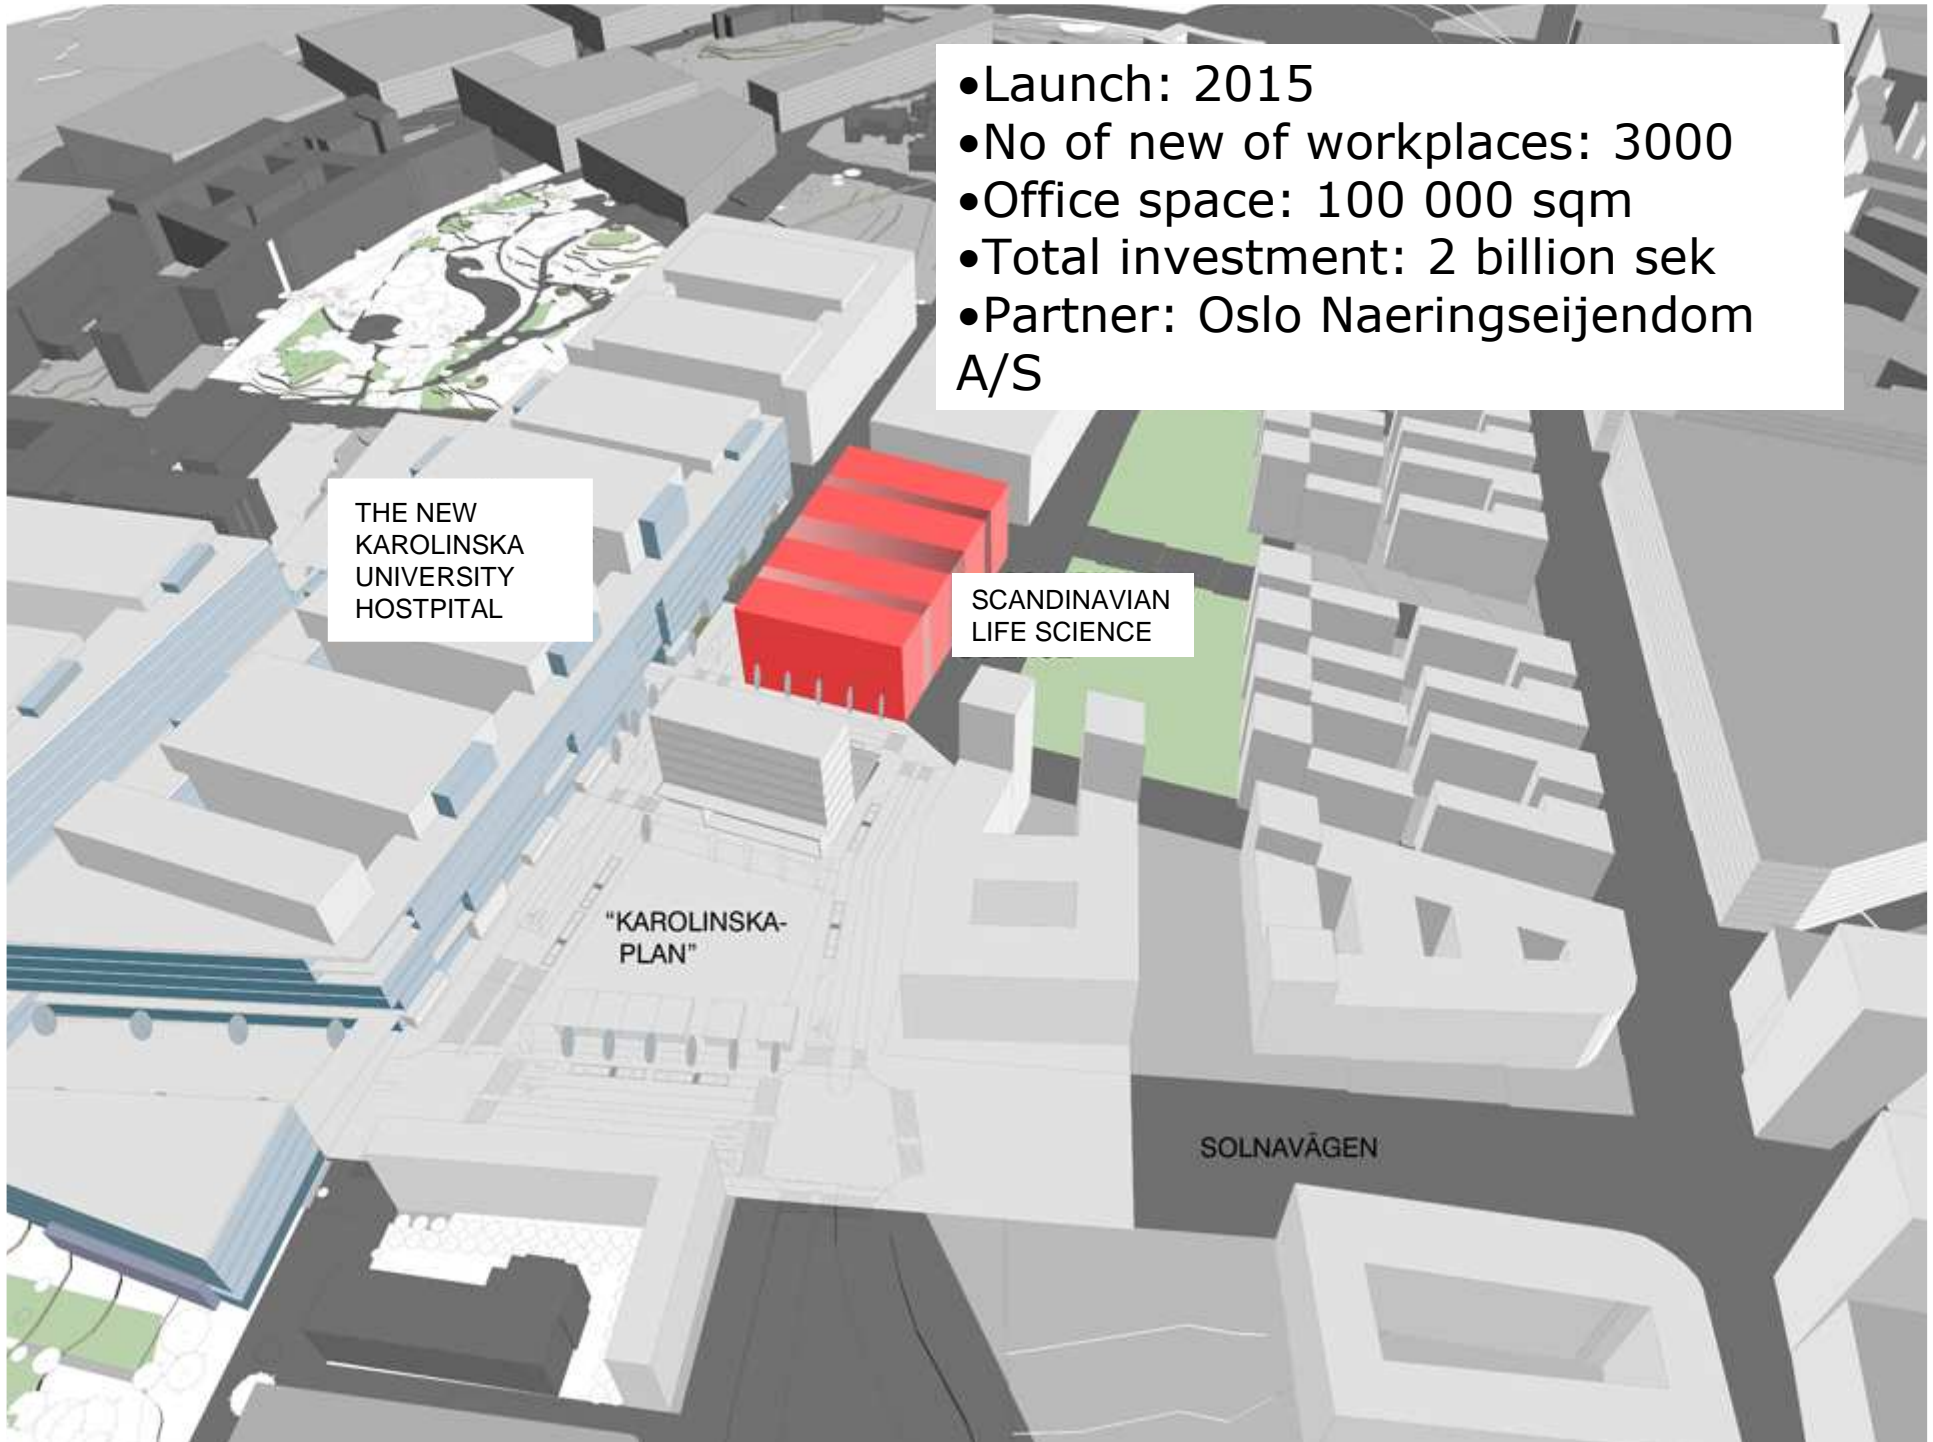 •Launch: 2015
•No of new of workplaces: 3000
•Office space: 100 000 sqm
•Total investment: 2 billion sek
•Partner: Oslo Naeringseijendom
A/S
THE NEW
KAROLINSKA
UNIVERSITY
HOSTPITAL
SCANDINAVIAN
LIFE SCIENCE
“KAROLINSKA-
PLAN”
SOLNAVÄGEN